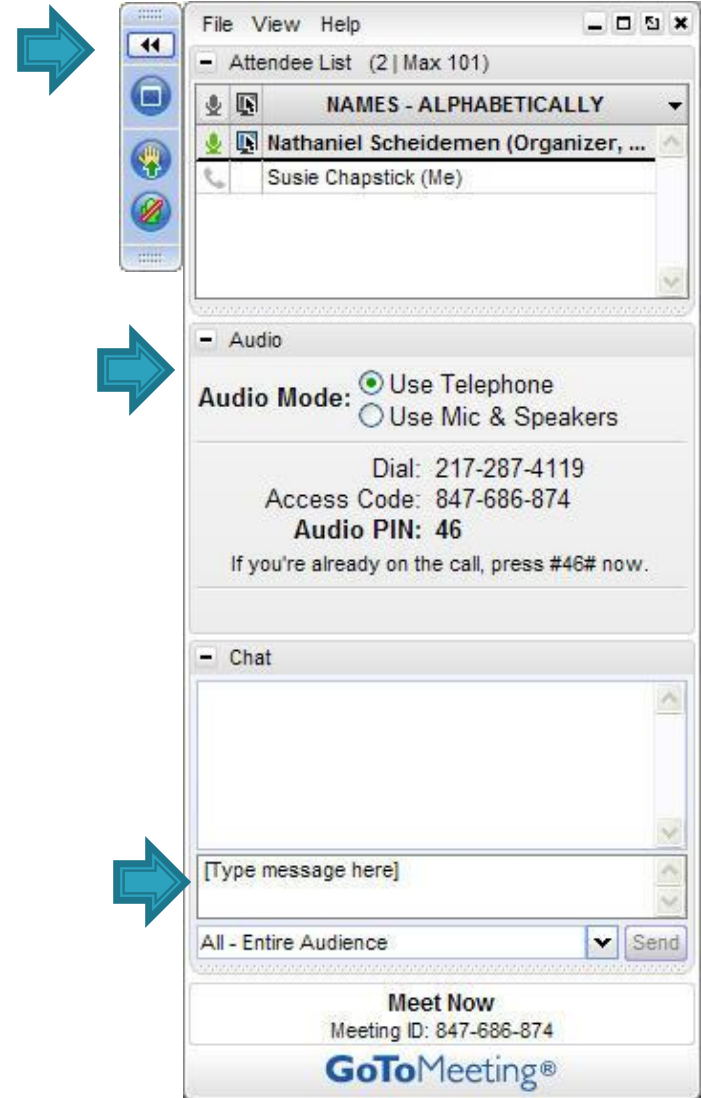 File View Help
Attendee List (2 | Max 101)
NAMES - ALPHABETICALLY
Nathaniel Scheidemen (Organizer, ...
Susie Chapstick (Me)
Audio
Audio Mode: Use Telephone
Use Mic & Speakers
Dial: 217-287-4119
Access Code: 847-686-874
Audio PIN: 46
If you're already on the call, press #46# now.
Chat
[Type message here]
All - Entire Audience Send
Meet Now
Meeting ID: 847-686-874
GoToMeeting®